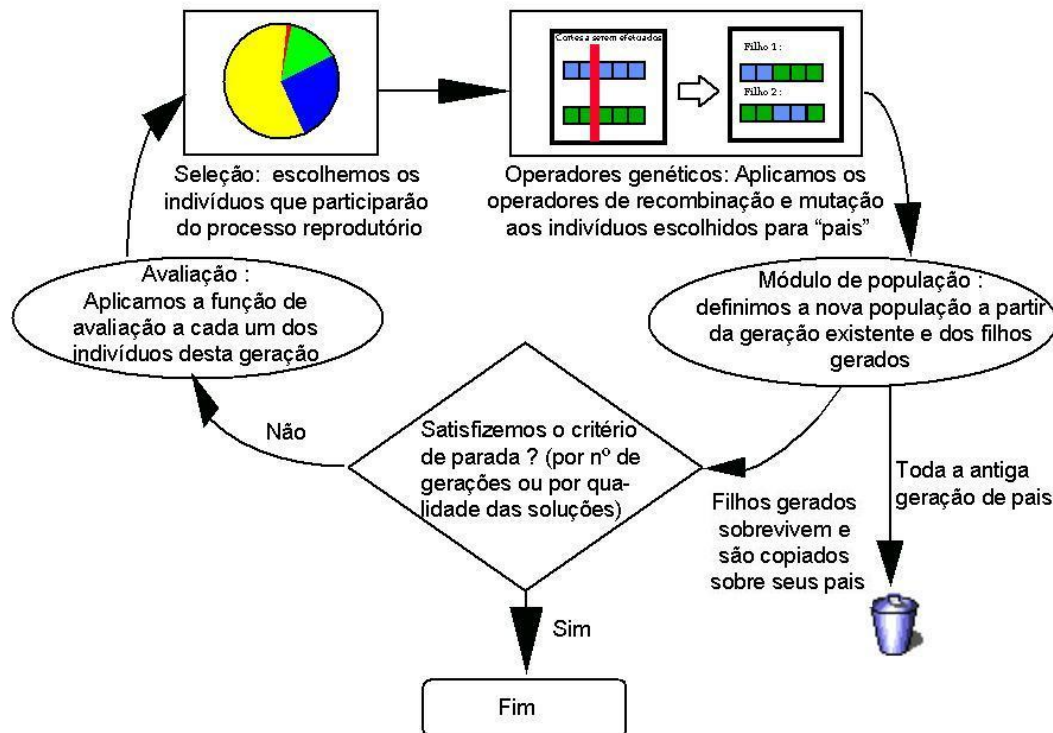 Cortes a serem efetuados
Filho 1 :
Filho 2 :
Seleção: escolhemos os
indivíduos que participarão
do processo reprodutório
Operadores genéticos: Aplicamos os
operadores de recombinação e mutação
aos indivíduos escolhidos para “pais”
Avaliação :
Aplicamos a função de
avaliação a cada um dos
indivíduos desta geração
Módulo de população :
definimos a nova população a partir
da geração existente e dos filhos
gerados
Não
Satisfizemos o critério
de parada ? (por nº de
gerações ou por qua-
lidade das soluções)
Filhos gerados
sobrevivem e
são copiados
sobre seus pais
Toda a antiga
geração de pais
Sim
Fim